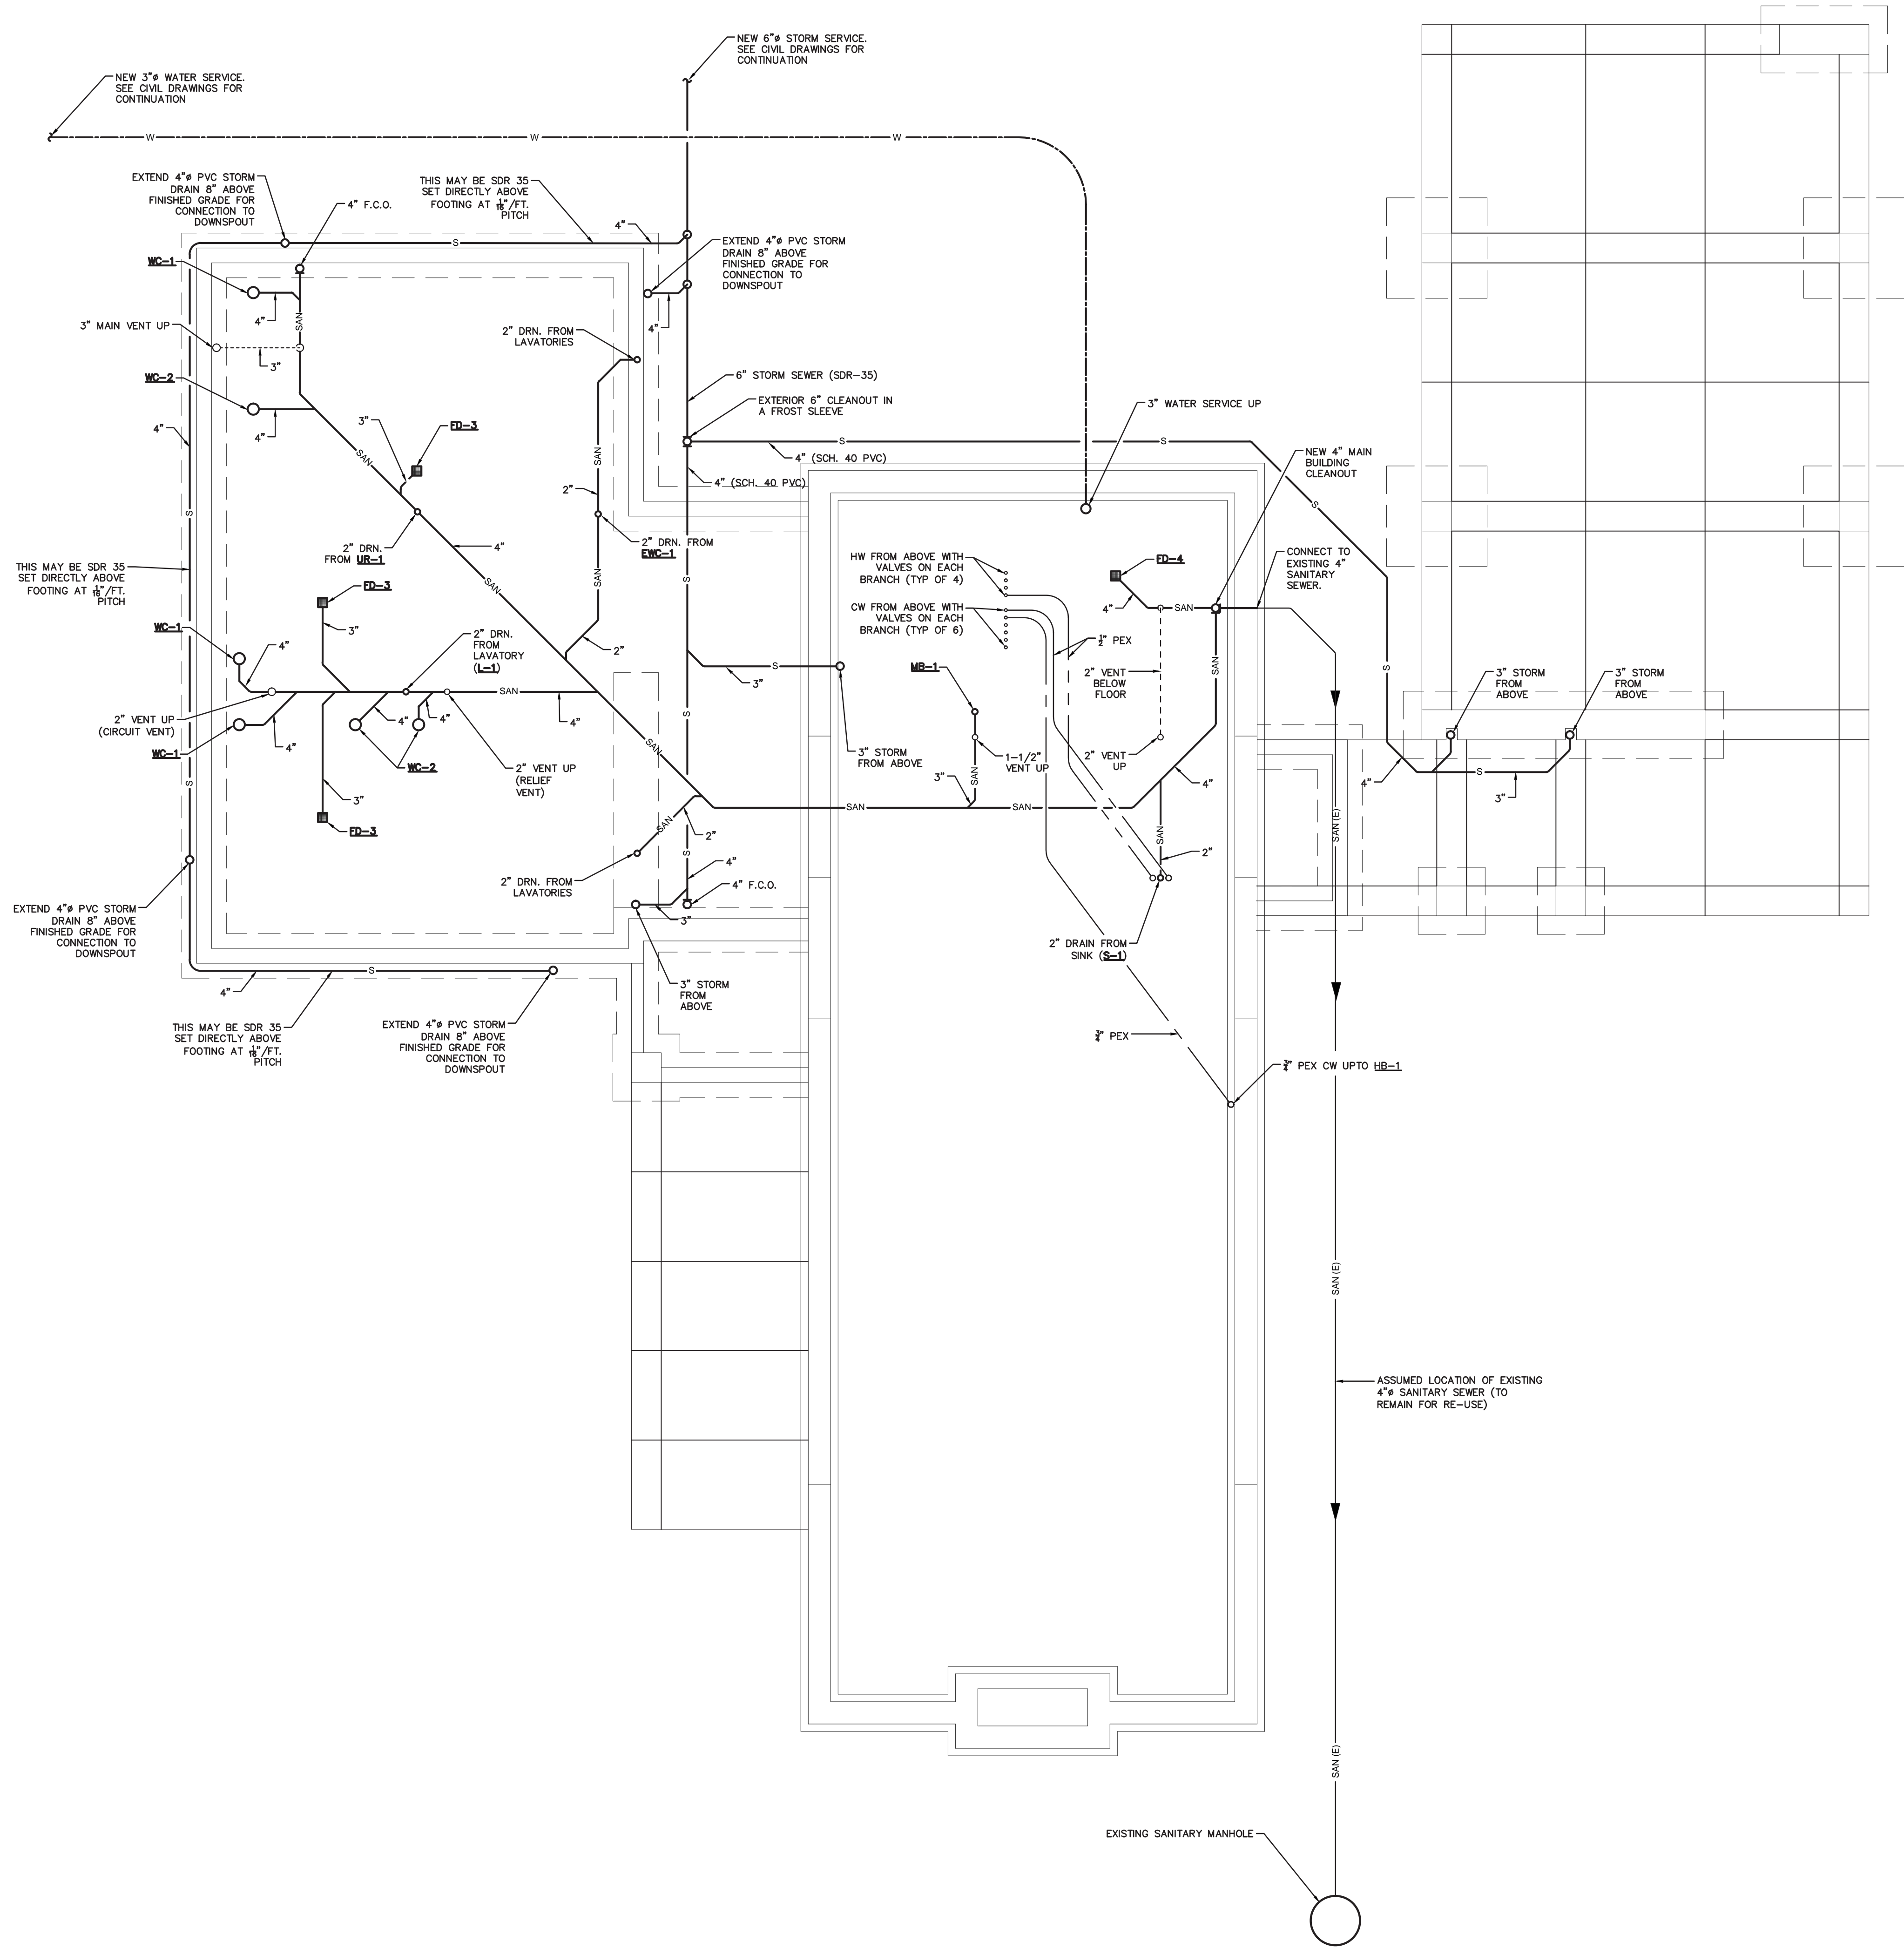 NEW 6"ø STORM SERVICE.
SEE CIVIL DRAWINGS FOR
CONTINUATION
NEW 3"ø WATER SERVICE.
SEE CIVIL DRAWINGS FOR
CONTINUATION
W
W
W
EXTEND 4"ø PVC STORM
DRAIN 8" ABOVE
FINISHED GRADE FOR
CONNECTION TO
DOWNSPOUT
4" F.C.O.
THIS MAY BE SDR 35
SET DIRECTLY ABOVE
FOOTING AT 1/16"/FT.
PITCH
4"
S
EXTEND 4"ø PVC STORM
DRAIN 8" ABOVE
FINISHED GRADE FOR
CONNECTION TO
DOWNSPOUT
WC-1
4"
SAN
4"
3" MAIN VENT UP
3"
2" DRN. FROM
LAVATORIES
WC-2
4"
6" STORM SEWER (SDR-35)
EXTERIOR 6" CLEANOUT IN
A FROST SLEEVE
3" WATER SERVICE UP
4"
3"
FD-3
SAN
SAN
S
S
4" (SCH. 40 PVC)
4" (SCH. 40 PVC)
NEW 4" MAIN
BUILDING
CLEANOUT
2"
S
S
2" DRN.
FROM UR-1
4"
2" DRN. FROM
EWC-1
HW FROM ABOVE WITH
VALVES ON EACH
BRANCH (TYP OF 4)
FD-4
CONNECT TO
EXISTING 4"
SANITARY
SEWER.
THIS MAY BE SDR 35
SET DIRECTLY ABOVE
FOOTING AT 1/16"/FT.
PITCH
FD-3
SAN
SAN
S
CW FROM ABOVE WITH
VALVES ON EACH
BRANCH (TYP OF 6)
4"
SAN
WC-1
4"
3"
2" DRN.
FROM
LAVATORY
(L-1)
2"
1/2" PEX
MB-1
S
3"
2" VENT
BELOW
FLOOR
SAN
S
3" STORM
FROM
ABOVE
3" STORM
FROM
ABOVE
SAN
2" VENT UP
(CIRCUIT VENT)
4"
4"
4"
4"
S
WC-1
WC-2
2" VENT UP
(RELIEF
VENT)
SAN
3" STORM
FROM ABOVE
1-1/2"
VENT UP
2" VENT
UP
S
3"
3"
SAN
4"
4"
S
3"
SAN
SAN
SAN (E)
FD-3
SAN
2"
S
SAN
2"
4"
2" DRN. FROM
LAVATORIES
4" F.C.O.
3"
EXTEND 4"ø PVC STORM
DRAIN 8" ABOVE
FINISHED GRADE FOR
CONNECTION TO
DOWNSPOUT
2" DRAIN FROM
SINK (S-1)
S
4"
3" STORM
FROM
ABOVE
THIS MAY BE SDR 35
SET DIRECTLY ABOVE
FOOTING AT 1/16"/FT.
PITCH
EXTEND 4"ø PVC STORM
DRAIN 8" ABOVE
FINISHED GRADE FOR
CONNECTION TO
DOWNSPOUT
3/4" PEX
3/4" PEX CW UPTO HB-1
SAN (E)
ASSUMED LOCATION OF EXISTING
4"ø SANITARY SEWER (TO
REMAIN FOR RE-USE)
SAN (E)
EXISTING SANITARY MANHOLE